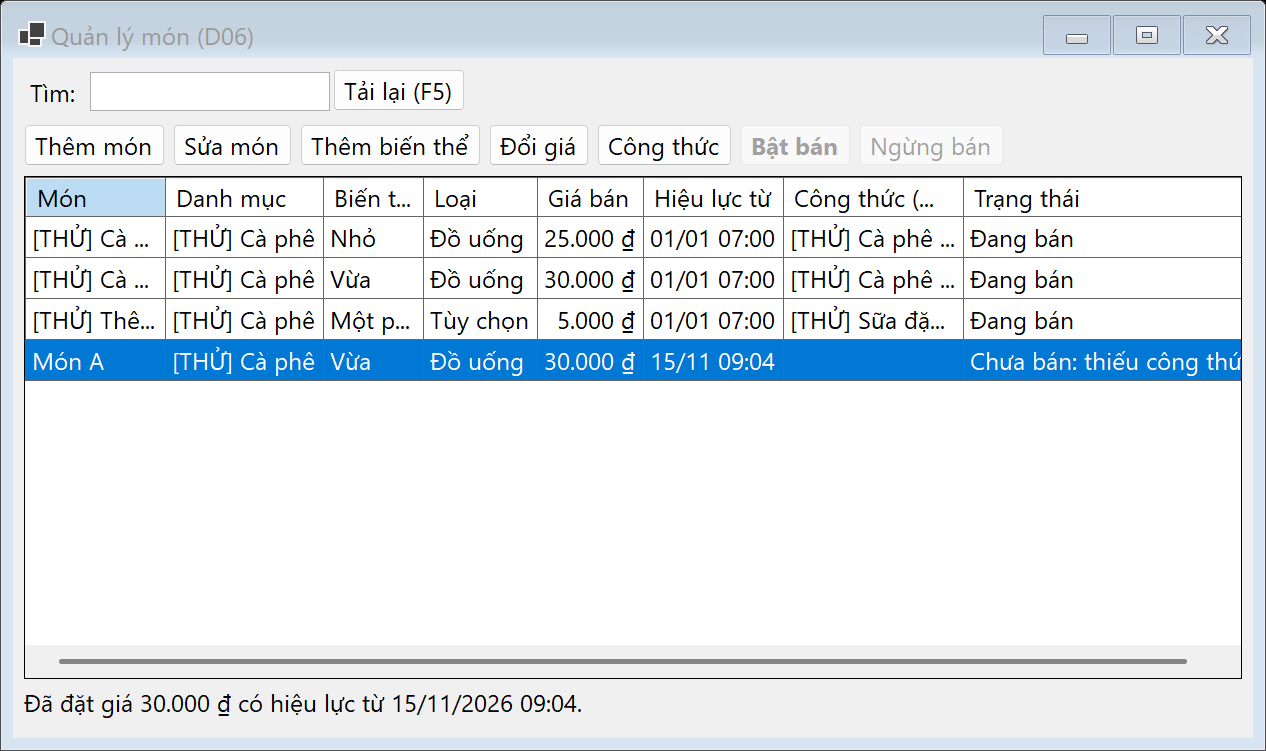 Quản lý món (D06)
Tìm: Tải lại (F5)
Thêm món Sửa món Thêm biến thể Đổi giá Công thức Bật bán Ngừng bán
Món Danh mục Biến t... Loại Giá bán Hiệu lực từ Công thức (... Trạng thái
[THỬ] Cà ... [THỬ] Cà phê Nhỏ Đồ uống 25.000 ₫ 01/01 07:00 [THỬ] Cà phê ... Đang bán
[THỬ] Cà ... [THỬ] Cà phê Vừa Đồ uống 30.000 ₫ 01/01 07:00 [THỬ] Cà phê ... Đang bán
[THỬ] Thê... [THỬ] Cà phê Một p... Tùy chọn 5.000 ₫ 01/01 07:00 [THỬ] Sữa đặ... Đang bán
Món A [THỬ] Cà phê Vừa Đồ uống 30.000 ₫ 15/11 09:04 Chưa bán: thiếu công thứ
Đã đặt giá 30.000 ₫ có hiệu lực từ 15/11/2026 09:04.